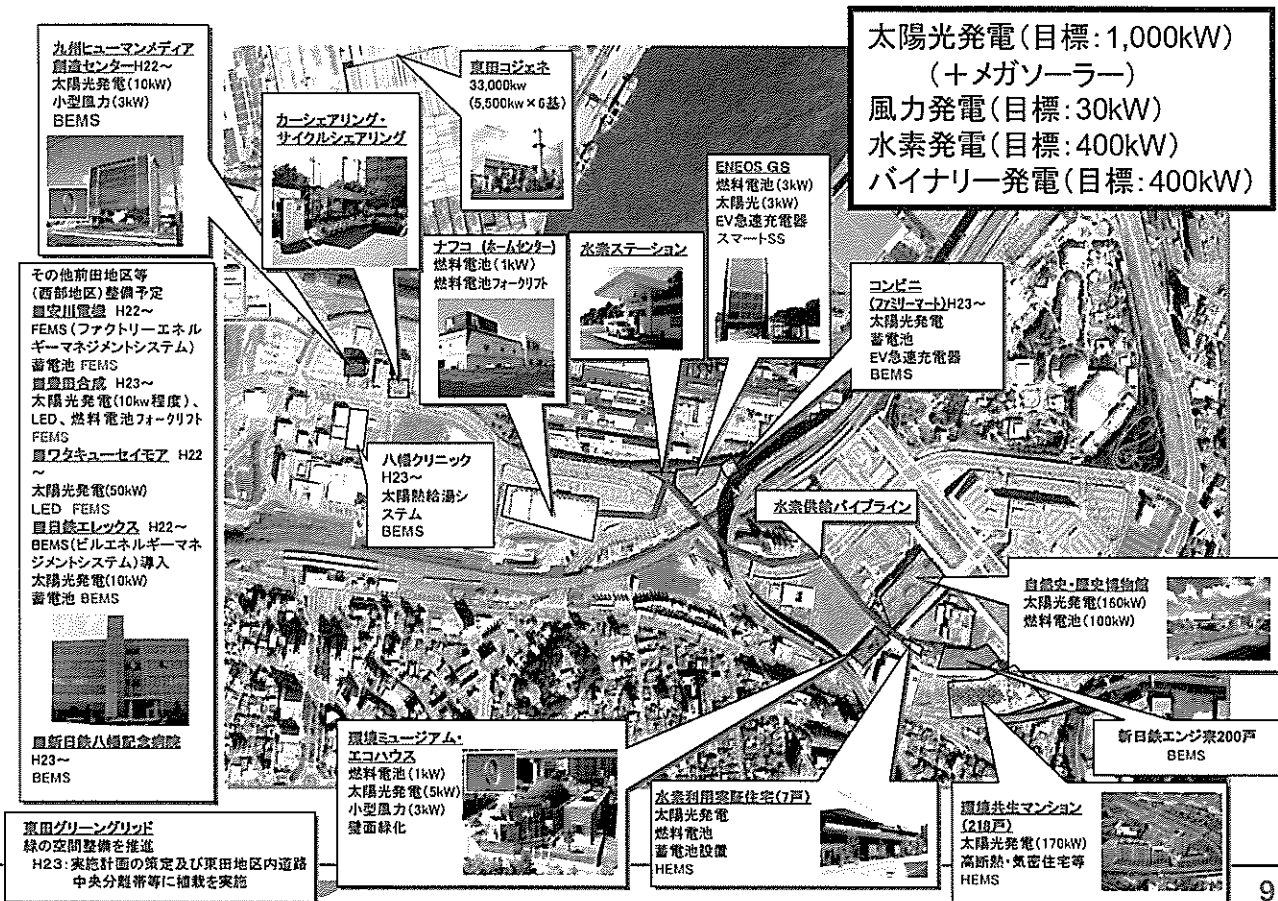 太陽光発電(目標:1,000kW)
(+メガソーラー)
風力発電(目標:30kW)
水素発電(目標:400kW)
バイナリー発電(目標:400kW)
九州ヒューマンメディア
創造センターH22~
太陽光発電(10kW)
小型風力(3kW)
BEMS
カーシェアリング・
サイクルシェアリング
東田コジェネ
33,000kw
(5,500kw×6基)
ナフコ (ホームセンター)
燃料電池(1kW)
燃料電池フォークリフト
水素ステーション
ENEOS GS
燃料電池(3kW)
太陽光(3kW)
EV急速充電器
スマートSS
コンビニ
(ファミリーマート)H23~
太陽光発電
蓄電池
EV急速充電器
BEMS
その他前田地区等
(西部地区)整備予定
安川電機 H22~
FEMS(ファクトリーエネル
ギーマネジメントシステム)
蓄電池 FEMS
豊田合成 H23~
太陽光発電(10kw程度)、
LED、燃料電池フォークリフト
FEMS
ワタキューセイモア H22
~
太陽光発電(50kW)
LED FEMS
日鉄エレックス H22~
BEMS(ビルエネルギーマネ
ジメントシステム)導入
太陽光発電(10kW)
蓄電池 BEMS
新日鉄八幡記念病院
H23~
BEMS
八幡クリニック
H23~
太陽熱給湯シ
ステム
BEMS
水素供給パイプライン
自然史・歴史博物館
太陽光発電(160kW)
燃料電池(100kW)
新日鉄エンジ寮200戸
BEMS
環境ミュージアム・
エコハウス
燃料電池(1kW)
太陽光発電(5kW)
小型風力(3kW)
壁面緑化
水素利用実証住宅(7戸)
太陽光発電
燃料電池
蓄電池設置
HEMS
環境共生マンション
(218戸)
太陽光発電(170kW)
高断熱・気密住宅等
HEMS
東田グリーングリッド
緑の空間整備を推進
H23:実施計画の策定及び東田地区内道路
中央分離帯等に植栽を実施
9